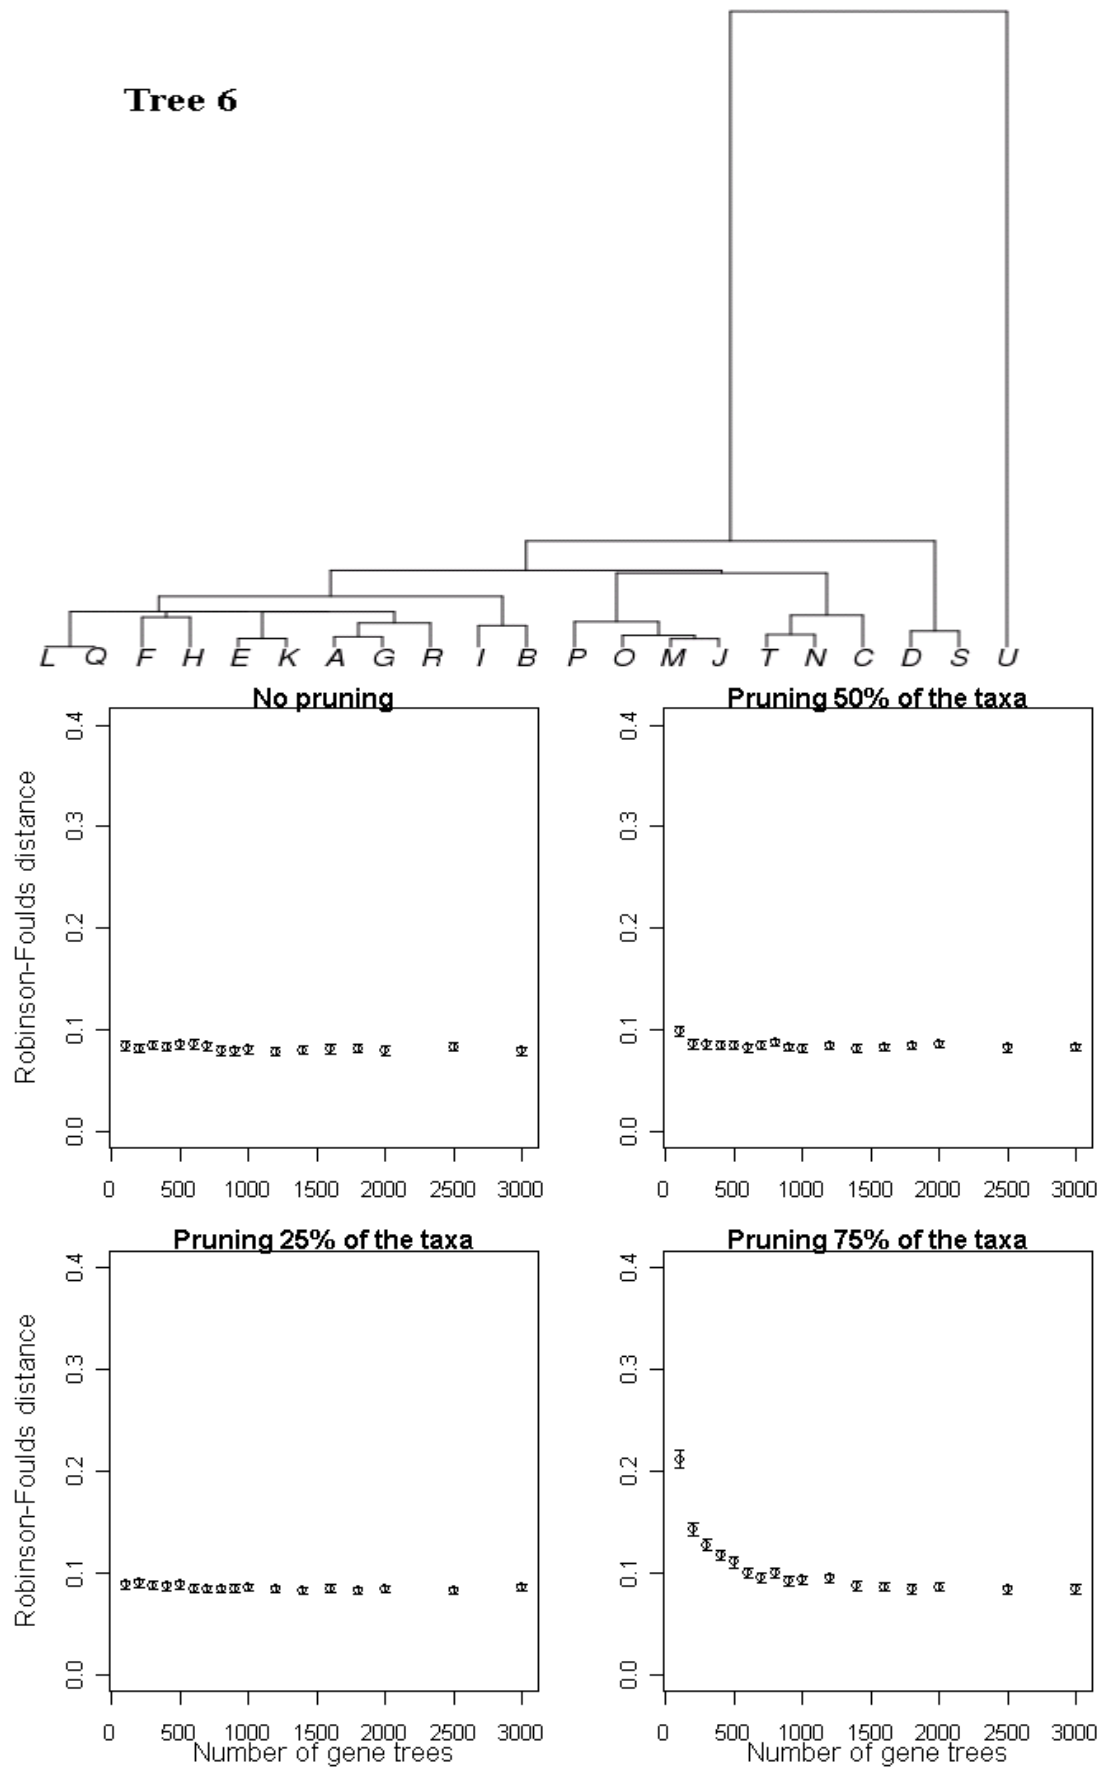 Tree 6
L Q F H E K A G R I B P O M J T N C D S U
No pruning
Robinson-Foulds distance
0.4
0.3
0.2
0.1
0.0
0 500 1000 1500 2000 3000
Pruning 50% of the taxa
0.4
0.3
0.2
0.1
0.0
0 500 1000 1500 2000 3000
Pruning 25% of the taxa
Robinson-Foulds distance
0.4
0.3
0.2
0.1
0.0
0 500 1000 1500 2000 3000
Number of gene trees
Pruning 75% of the taxa
0.4
0.3
0.2
0.1
0.0
0 500 1000 1500 2000 3000
Number of gene trees